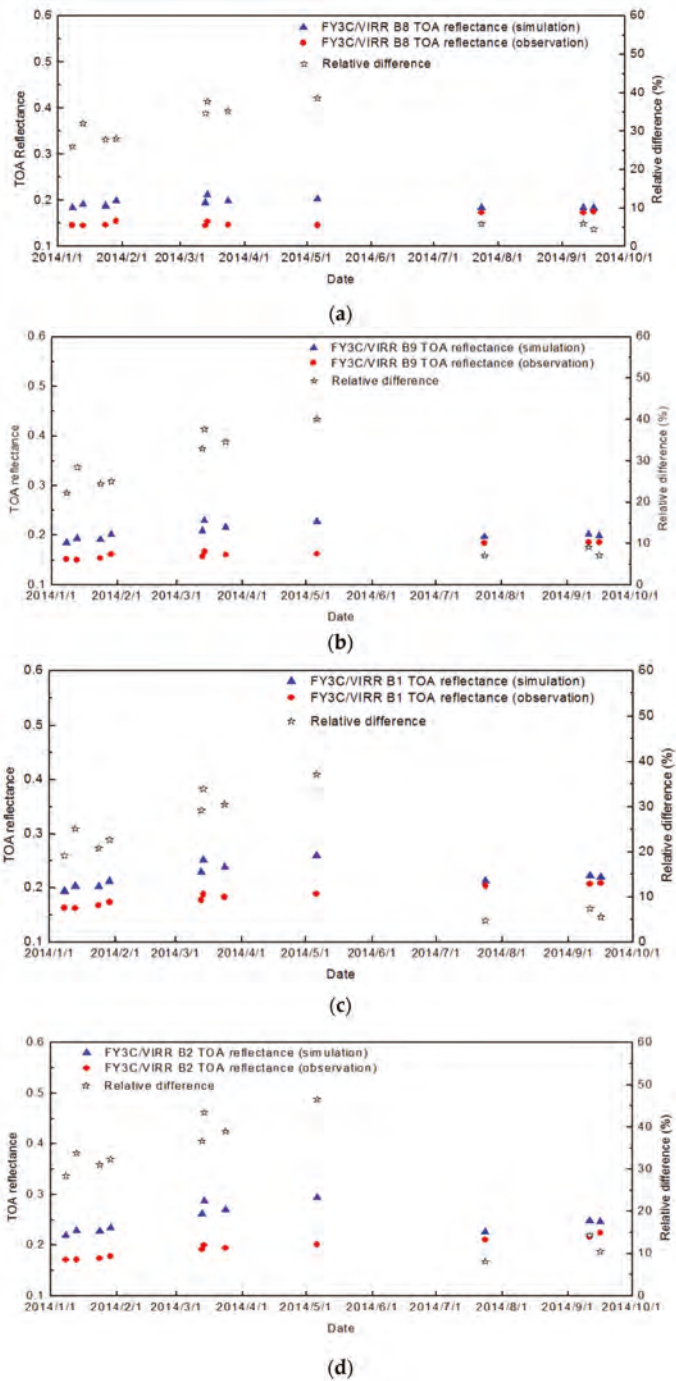 0.6
0.5
0.4
0.3
0.2
0.1
TOA Reflectance
FY3C/VIRR B8 TOA reflectance (simulation)
FY3C/VIRR B8 TOA reflectance (observation)
Relative difference
60
50
40
30
20
10
0
Relative difference (%)
2014/1/1 2014/2/1 2014/3/1 2014/4/1 2014/5/1 2014/6/1 2014/7/1 2014/8/1 2014/9/1 2014/10/1
Date
(a)
0.6
0.5
0.4
0.3
0.2
0.1
TOA reflectance
FY3C/VIRR B9 TOA reflectance (simulation)
FY3C/VIRR B9 TOA reflectance (observation)
Relative difference
60
50
40
30
20
10
0
Relative difference (%)
2014/1/1 2014/2/1 2014/3/1 2014/4/1 2014/5/1 2014/6/1 2014/7/1 2014/8/1 2014/9/1 2014/10/1
Date
(b)
0.6
0.5
0.4
0.3
0.2
0.1
TOA reflectance
FY3C/VIRR B1 TOA reflectance (simulation)
FY3C/VIRR B1 TOA reflectance (observation)
Relative difference
60
50
40
30
20
10
0
Relative difference (%)
2014/1/1 2014/2/1 2014/3/1 2014/4/1 2014/5/1 2014/6/1 2014/7/1 2014/8/1 2014/9/1 2014/10/1
Date
(c)
0.6
0.5
0.4
0.3
0.2
0.1
TOA reflectance
FY3C/VIRR B2 TOA reflectance (simulation)
FY3C/VIRR B2 TOA reflectance (observation)
Relative difference
60
50
40
30
20
10
0
Relative difference (%)
2014/1/1 2014/2/1 2014/3/1 2014/4/1 2014/5/1 2014/6/1 2014/7/1 2014/8/1 2014/9/1 2014/10/1
Date
(d)